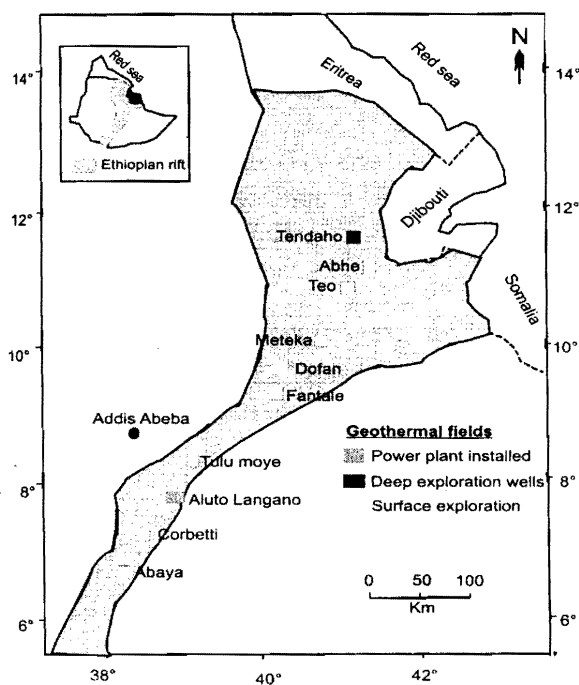 14°
12°
10°
8°
6°
14°
12°
10°
8°
6°
38°
40°
42°
Red sea
Ethiopian rift
Eritrea
Red sea
N
Djibouti
Somalia
Tendaho
Abhe
Teo
Meteka
Dofan
Fantale
Addis Abeba
Tulu moye
Aluto Langano
Corbetti
Abaya
Geothermal fields
Power plant installed
Deep exploration wells
Surface exploration
0 50 100
Km